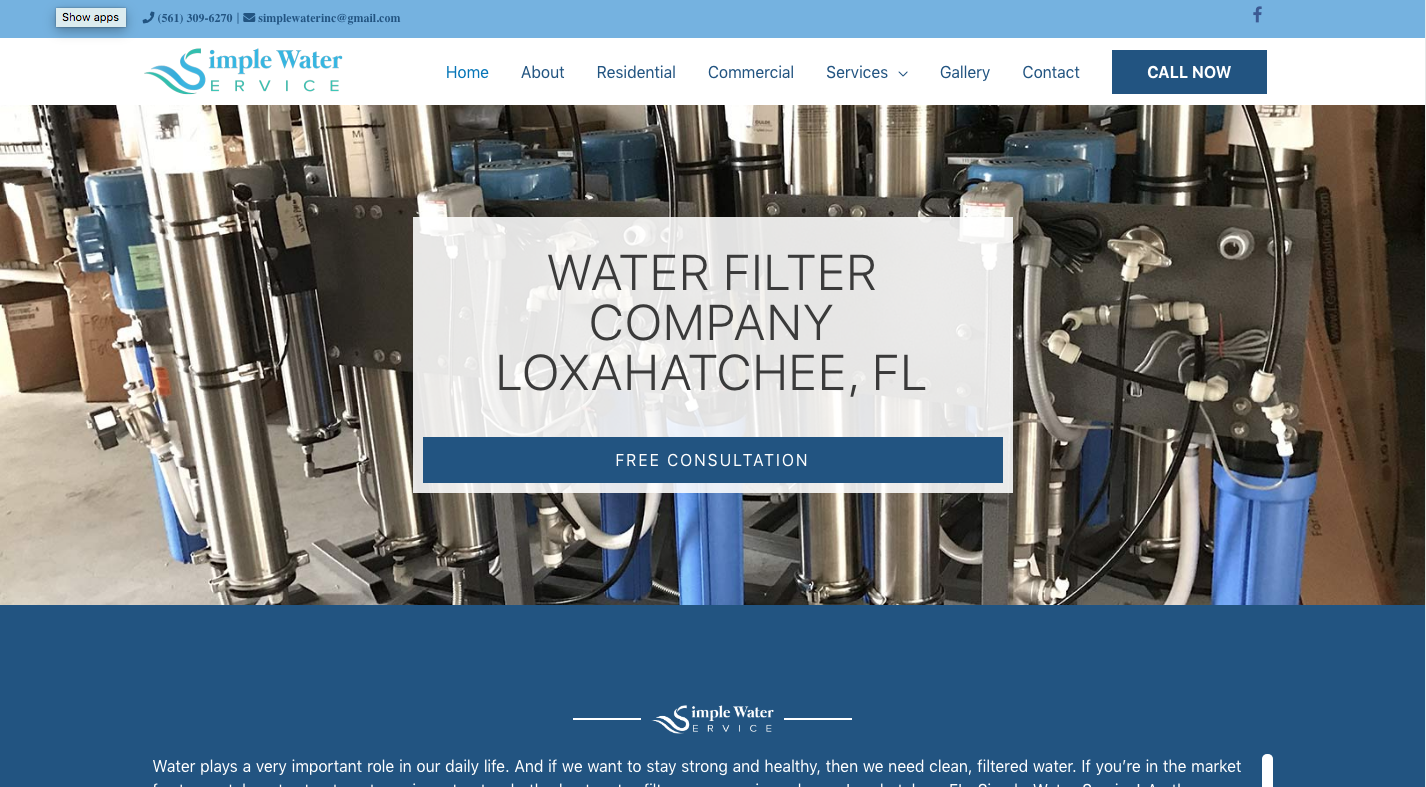 Show apps
(561) 309-6270 | simplewaterinc@gmail.com
Simple Water
ERVICE
Home About Residential Commercial Services Gallery Contact CALL NOW
WATER FILTER
COMPANY
LOXAHATCHEE, FL
FREE CONSULTATION
Simple Water
ERVICE
Water plays a very important role in our daily life. And if we want to stay strong and healthy, then we need clean, filtered water. If you're in the market